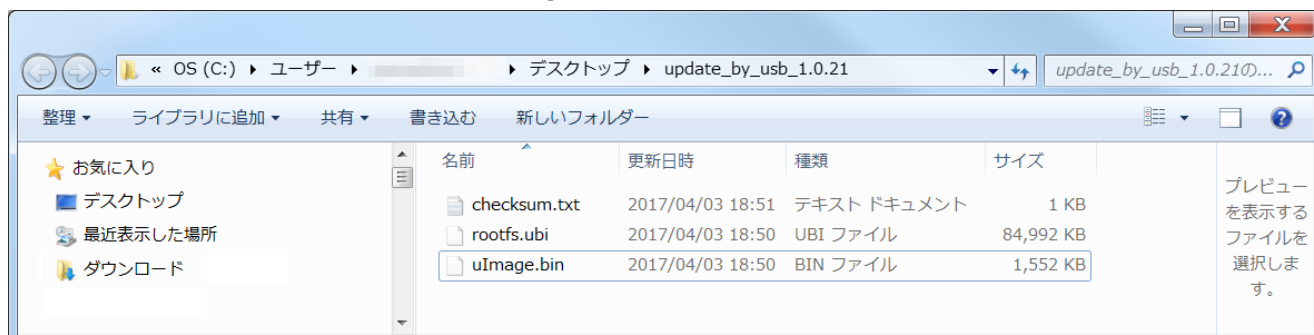 « OS (C:) ▸ ユーザー ▸ ▸ デスクトップ ▸ update_by_usb_1.0.21
update_by_usb_1.0.21の...
整理 ライブラリに追加 共有 書き込む 新しいフォルダー
お気に入り
デスクトップ
最近表示した場所
ダウンロード
名前 更新日時 種類 サイズ
checksum.txt 2017/04/03 18:51 テキスト ドキュメント 1 KB
rootfs.ubi 2017/04/03 18:50 UBI ファイル 84,992 KB
uImage.bin 2017/04/03 18:50 BIN ファイル 1,552 KB
プレビュー
を表示する
ファイルを
選択しま
す。